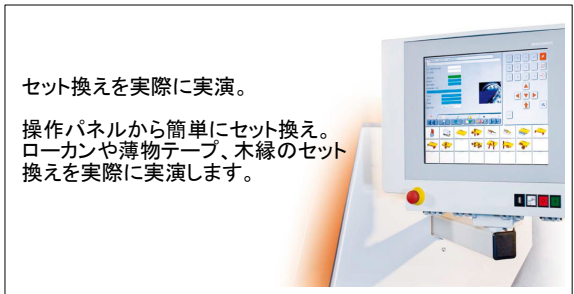 セット換えを実際に実演。
操作パネルから簡単にセット換え。
ローカンや薄物テープ、木縁のセット
換えを実際に実演します。